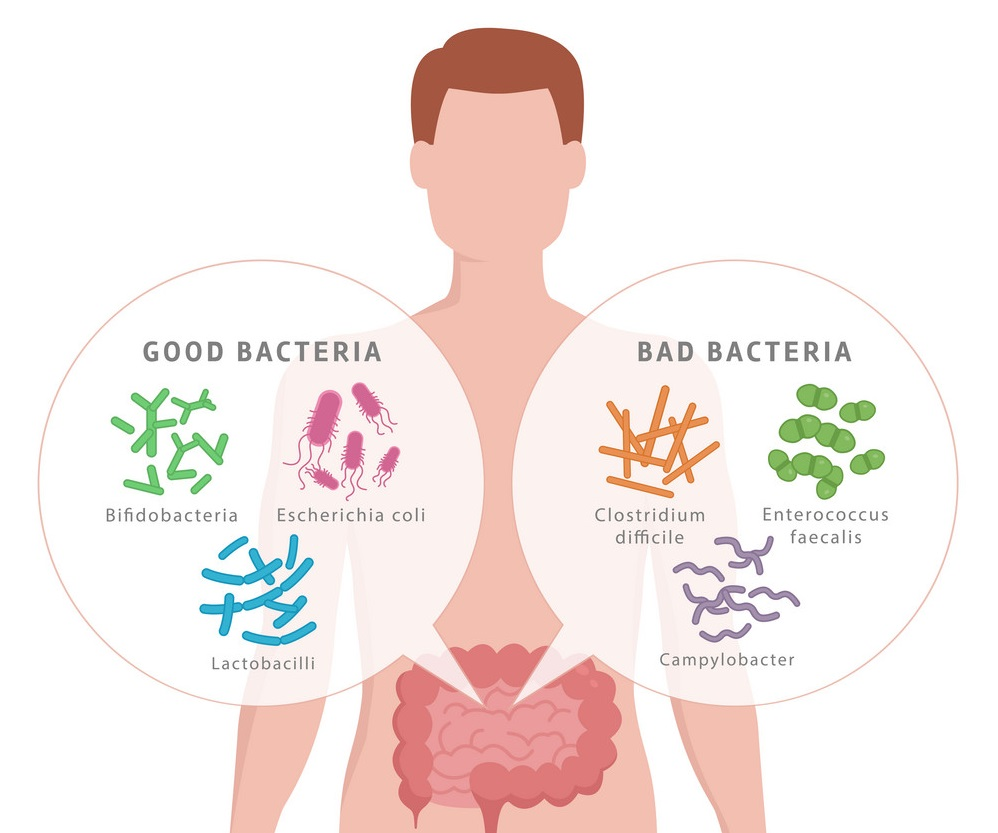 GOOD BACTERIA
Bifidobacteria
Escherichia coli
Lactobacilli
BAD BACTERIA
Clostridium
difficile
Enterococcus
faecalis
Campylobacter